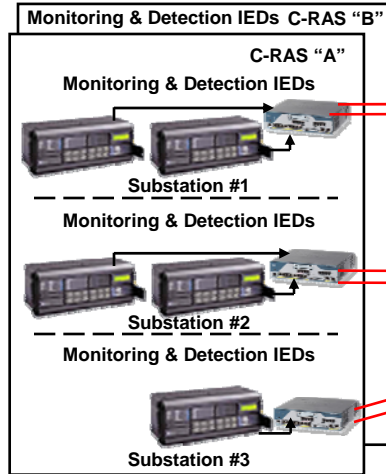 Monitoring & Detection IEDs C-RAS “B”
C-RAS “A”
Monitoring & Detection IEDs
Substation #1
Monitoring & Detection IEDs
Substation #2
Monitoring & Detection IEDs
Substation #3